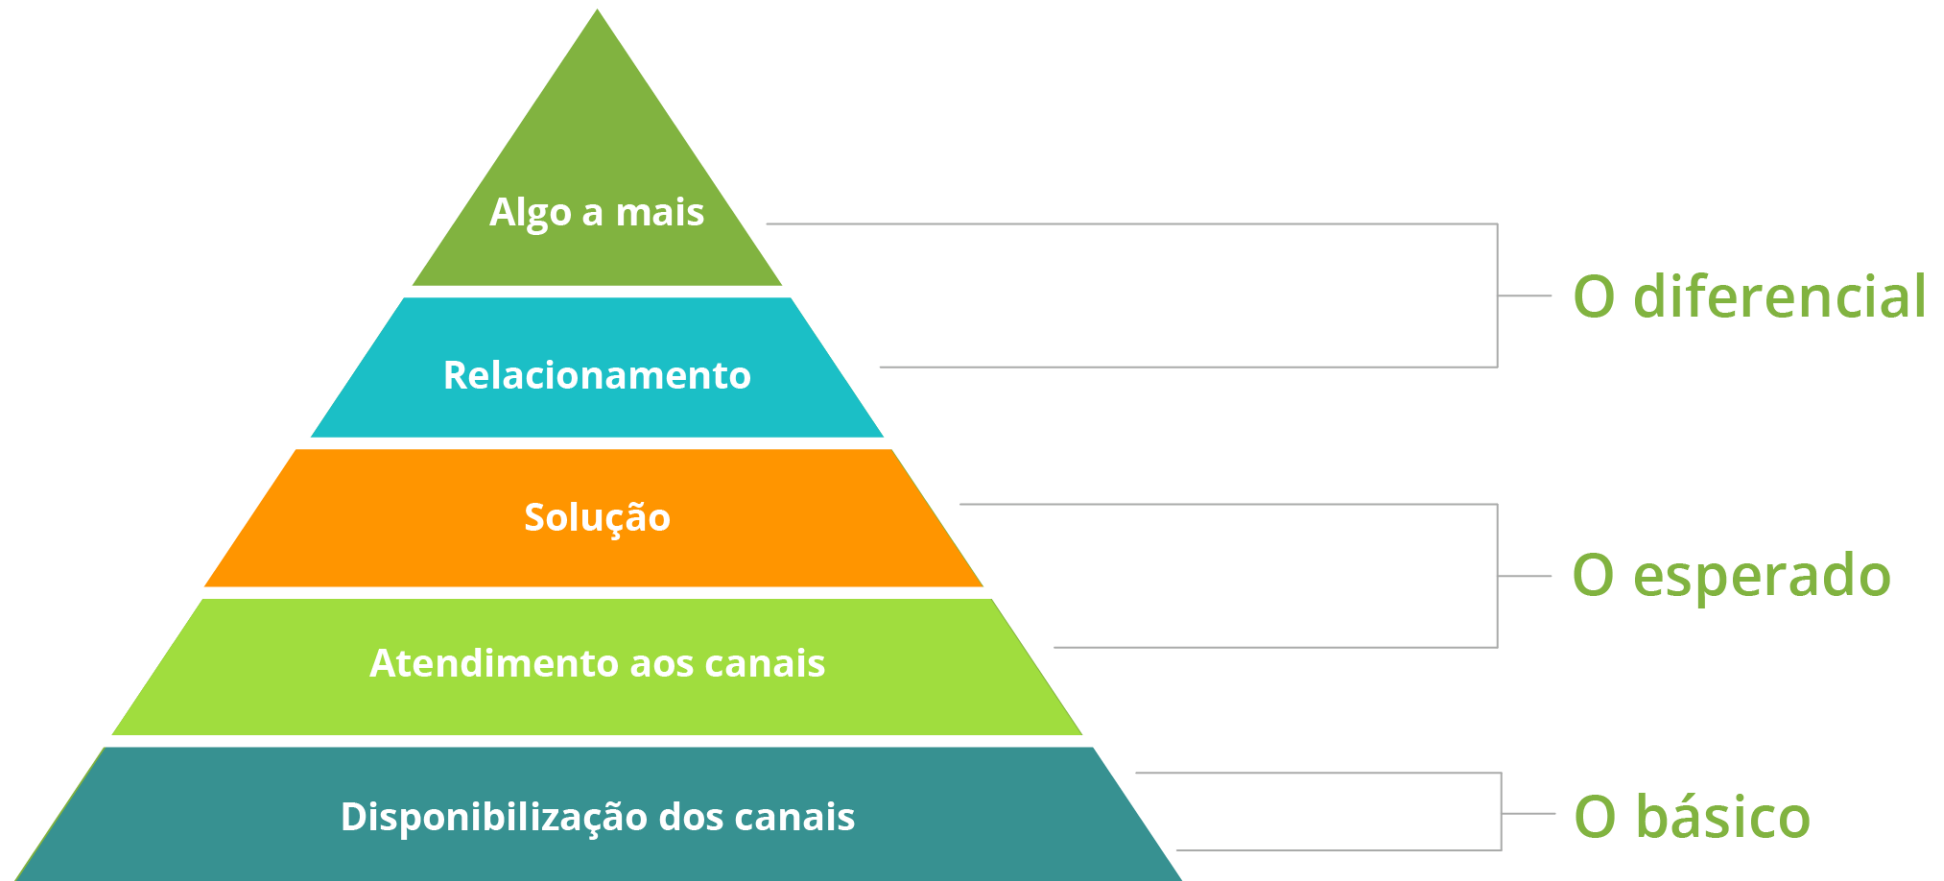 Algo a mais
Relacionamento
O diferencial
Solução
Atendimento aos canais
O esperado
Disponibilização dos canais
O básico